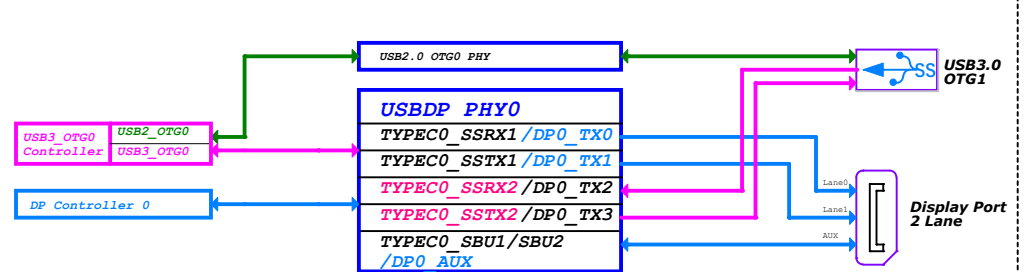 USB2.0 OTG0 PHY
SS
USB3.0
OTG1
USBDP PHY0
USB3_OTG0
Controller
USB2_OTG0
USB3_OTG0
TYPEC0_SSRX1/DP0_TX0
TYPEC0_SSTX1/DP0_TX1
TYPEC0_SSRX2/DP0_TX2
TYPEC0_SSTX2/DP0_TX3
TYPEC0_SBU1/SBU2
/DP0_AUX
DP Controller 0
Lane0
Lane1
AUX
Display Port
2 Lane